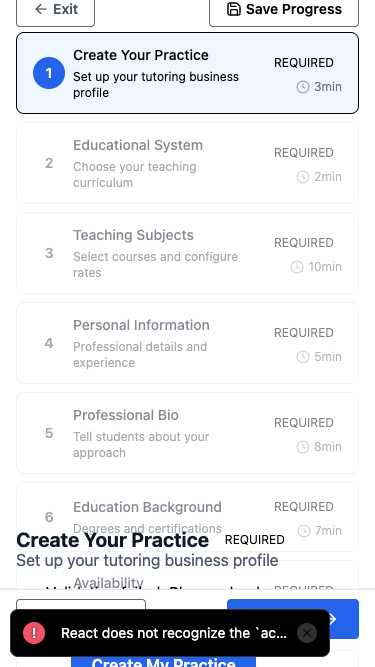 Exit
Save Progress
1
Create Your Practice
Set up your tutoring business
profile
REQUIRED
3min
2
Educational System
Choose your teaching
curriculum
REQUIRED
2min
3
Teaching Subjects
Select courses and configure
rates
REQUIRED
10min
4
Personal Information
Professional details and
experience
REQUIRED
5min
5
Professional Bio
Tell students about your
approach
REQUIRED
8min
6
Education Background
Degrees and certifications
REQUIRED
7min
Create Your Practice
REQUIRED
Set up your tutoring business profile
Availability
REQUIRED
! React does not recognize the `ac...
Create My Practice